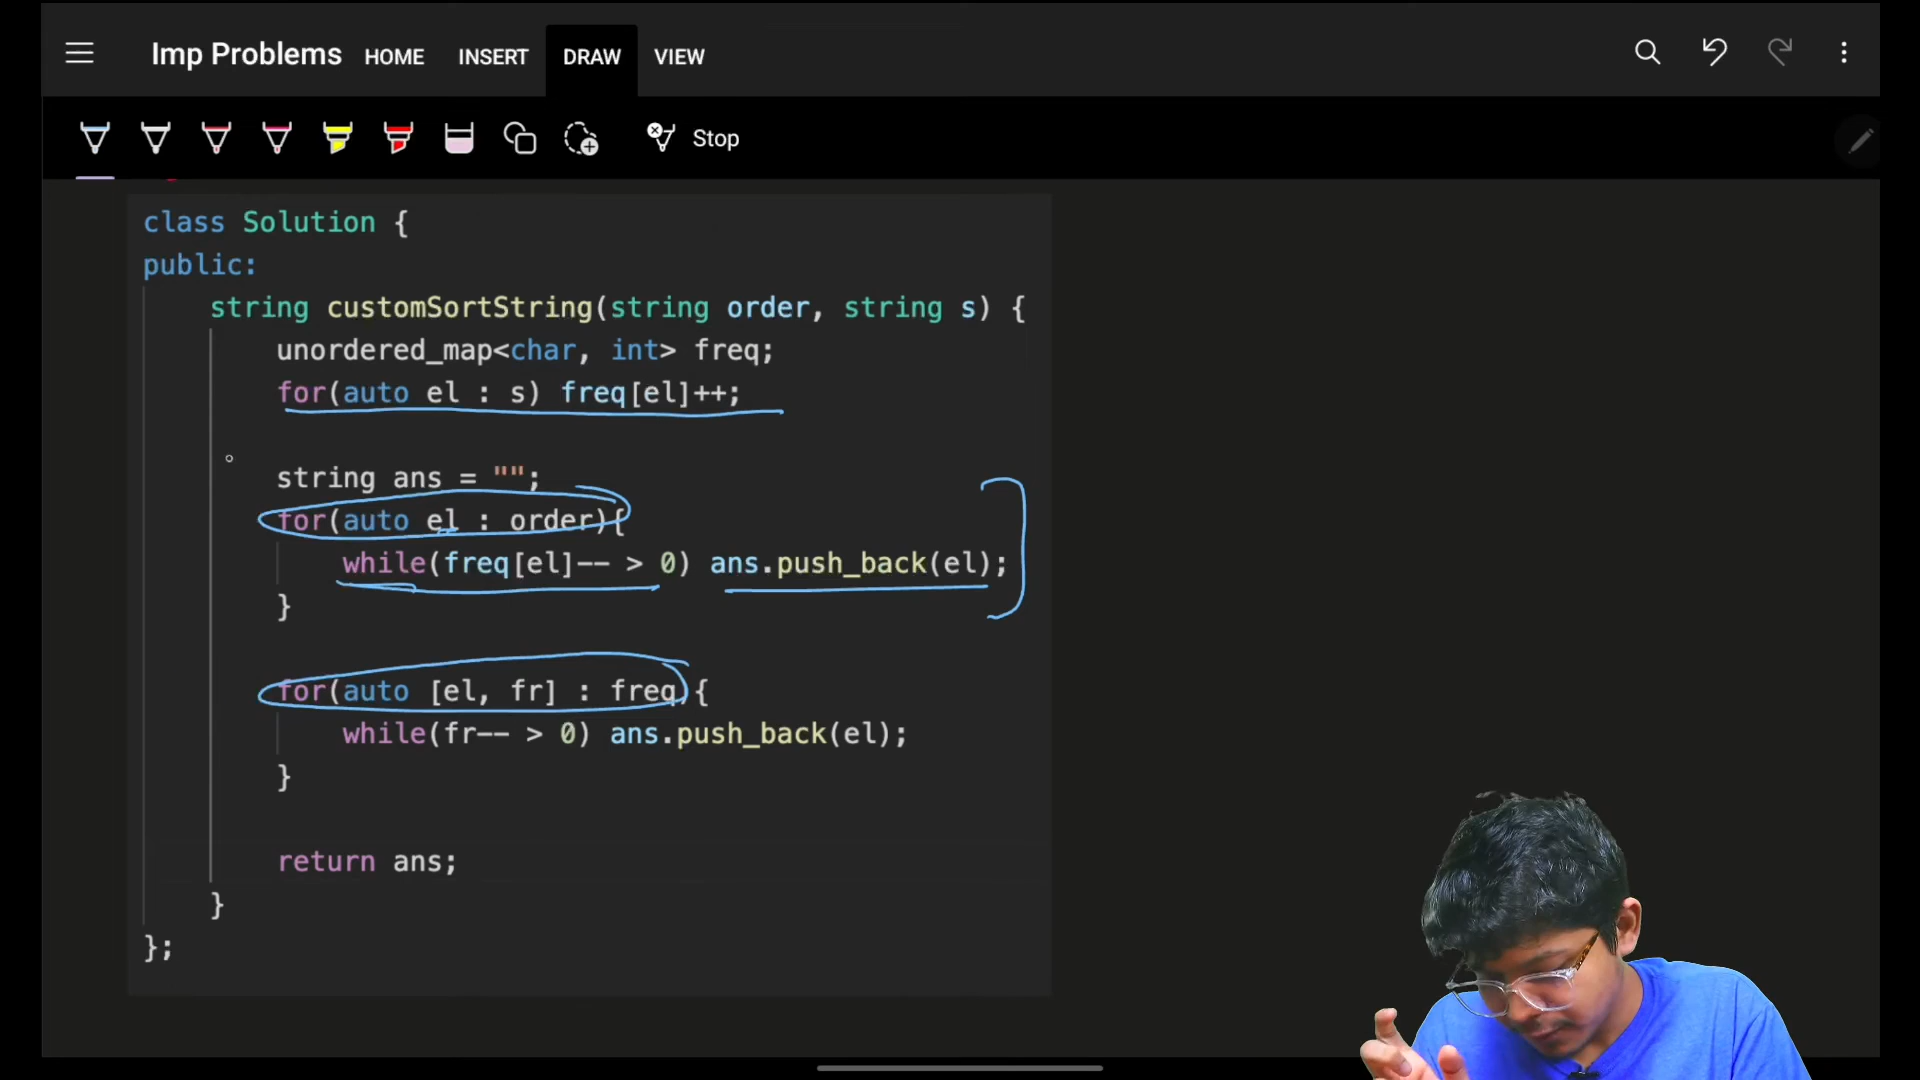 Imp Problems HOME INSERT DRAW VIEW
Stop
class Solution {
public:
string customSortString(string order, string s) {
unordered_map<char, int> freq;
for(auto el : s) freq[el]++;
string ans = "";
for(auto el : order){
while(freq[el]-- > 0) ans.push_back(el);
}
for(auto [el, fr] : freq){
while(fr-- > 0) ans.push_back(el);
}
return ans;
}
};